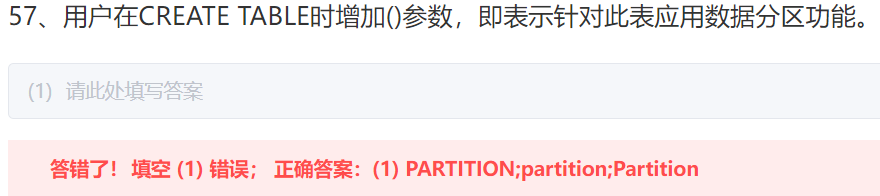 57、用户在CREATE TABLE时增加()参数，即表示针对此表应用数据分区功能。
(1) 请此处填写答案
答错了！填空 (1) 错误； 正确答案：(1) PARTITION;partition;Partition